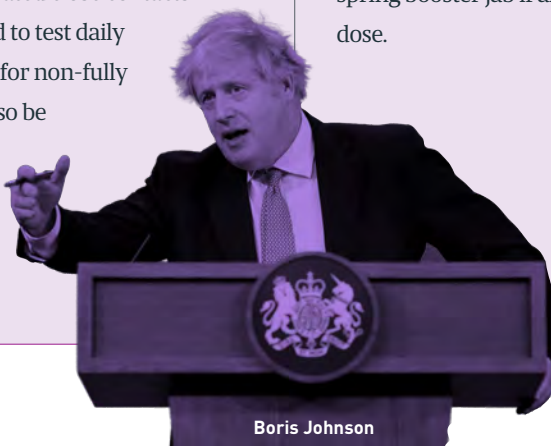 to test daily
for non-fully
so be
spring booster jab if
dose.
Boris Johnson